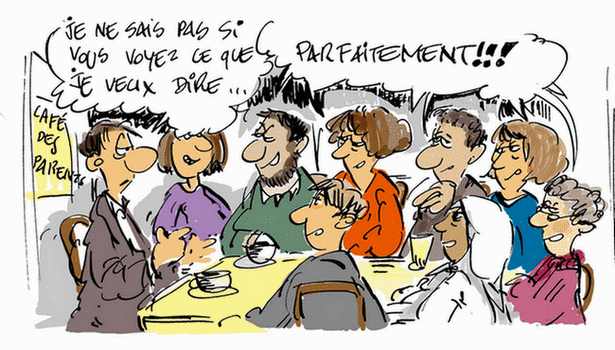 JE NE SAIS PAS SI
VOUS VOYEZ CE QUE
JE VEUX DIRE...
PARFAITEMENT!!!
CAFÉ
DES
PARENTS